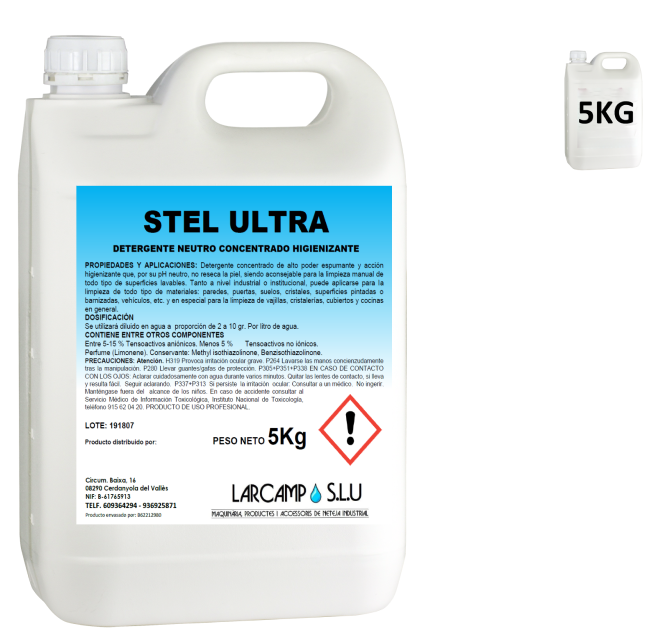 STEL ULTRA
DETERGENTE NEUTRO CONCENTRADO HIGIENIZANTE
PROPIEDADES Y APLICACIONES: Detergente concentrado de alto poder espumante y acción
higienizante que, por su pH neutro, no reseca la piel, siendo aconsejable para la limpieza manual de
todo tipo de superficies lavables. Tanto a nivel industrial o institucional, puede aplicarse para la
limpieza de todo tipo de materiales: paredes, puertas, suelos, cristales, superficies pintadas o
barnizadas, vehículos, etc. y en especial para la limpieza de vajillas, cristalerías, cubiertos y cocinas
en general.
DOSIFICACIÓN
Se utilizará diluido en agua a proporción de 2 a 10 gr. Por litro de agua.
CONTIENE ENTRE OTROS COMPONENTES
Entre 5-15 % Tensoactivos aniónicos. Menos 5 % Tensoactivos no iónicos.
Perfume (Limonene). Conservante: Methyl isothiazolinone, Benzisothiazolinone.
PRECAUCIONES: Atención. H319 Provoca irritación ocular grave. P264 Lavarse las manos concienzudamente
tras la manipulación. P280 Llevar guantes/gafas de protección. P305+P351+P338 EN CASO DE CONTACTO
CON LOS OJOS: Aclarar cuidadosamente con agua durante varios minutos. Quitar las lentes de contacto, si lleva
y resulta fácil. Seguir aclarando. P337+P313 Si persiste la irritación ocular: Consultar a un médico. No ingerir.
Manténgase fuera del alcance de los niños. En caso de accidente consultar al
Servicio Médico de Información Toxicológica, Instituto Nacional de Toxicología,
teléfono 915 62 04 20. PRODUCTO DE USO PROFESIONAL.
LOTE: 191807
Producto distribuido por:
PESO NETO 5Kg
Circum. Baixa, 16
08290 Cerdanyola del Vallès
NIF: B-61765913
TELF. 609364294 - 936925871
Producto envasado por: B62212980
LARCAMP S.L.U
MAQUINARIA, PRODUCTES I ACCESSORIS DE NETEJA INDUSTRIAL
5KG